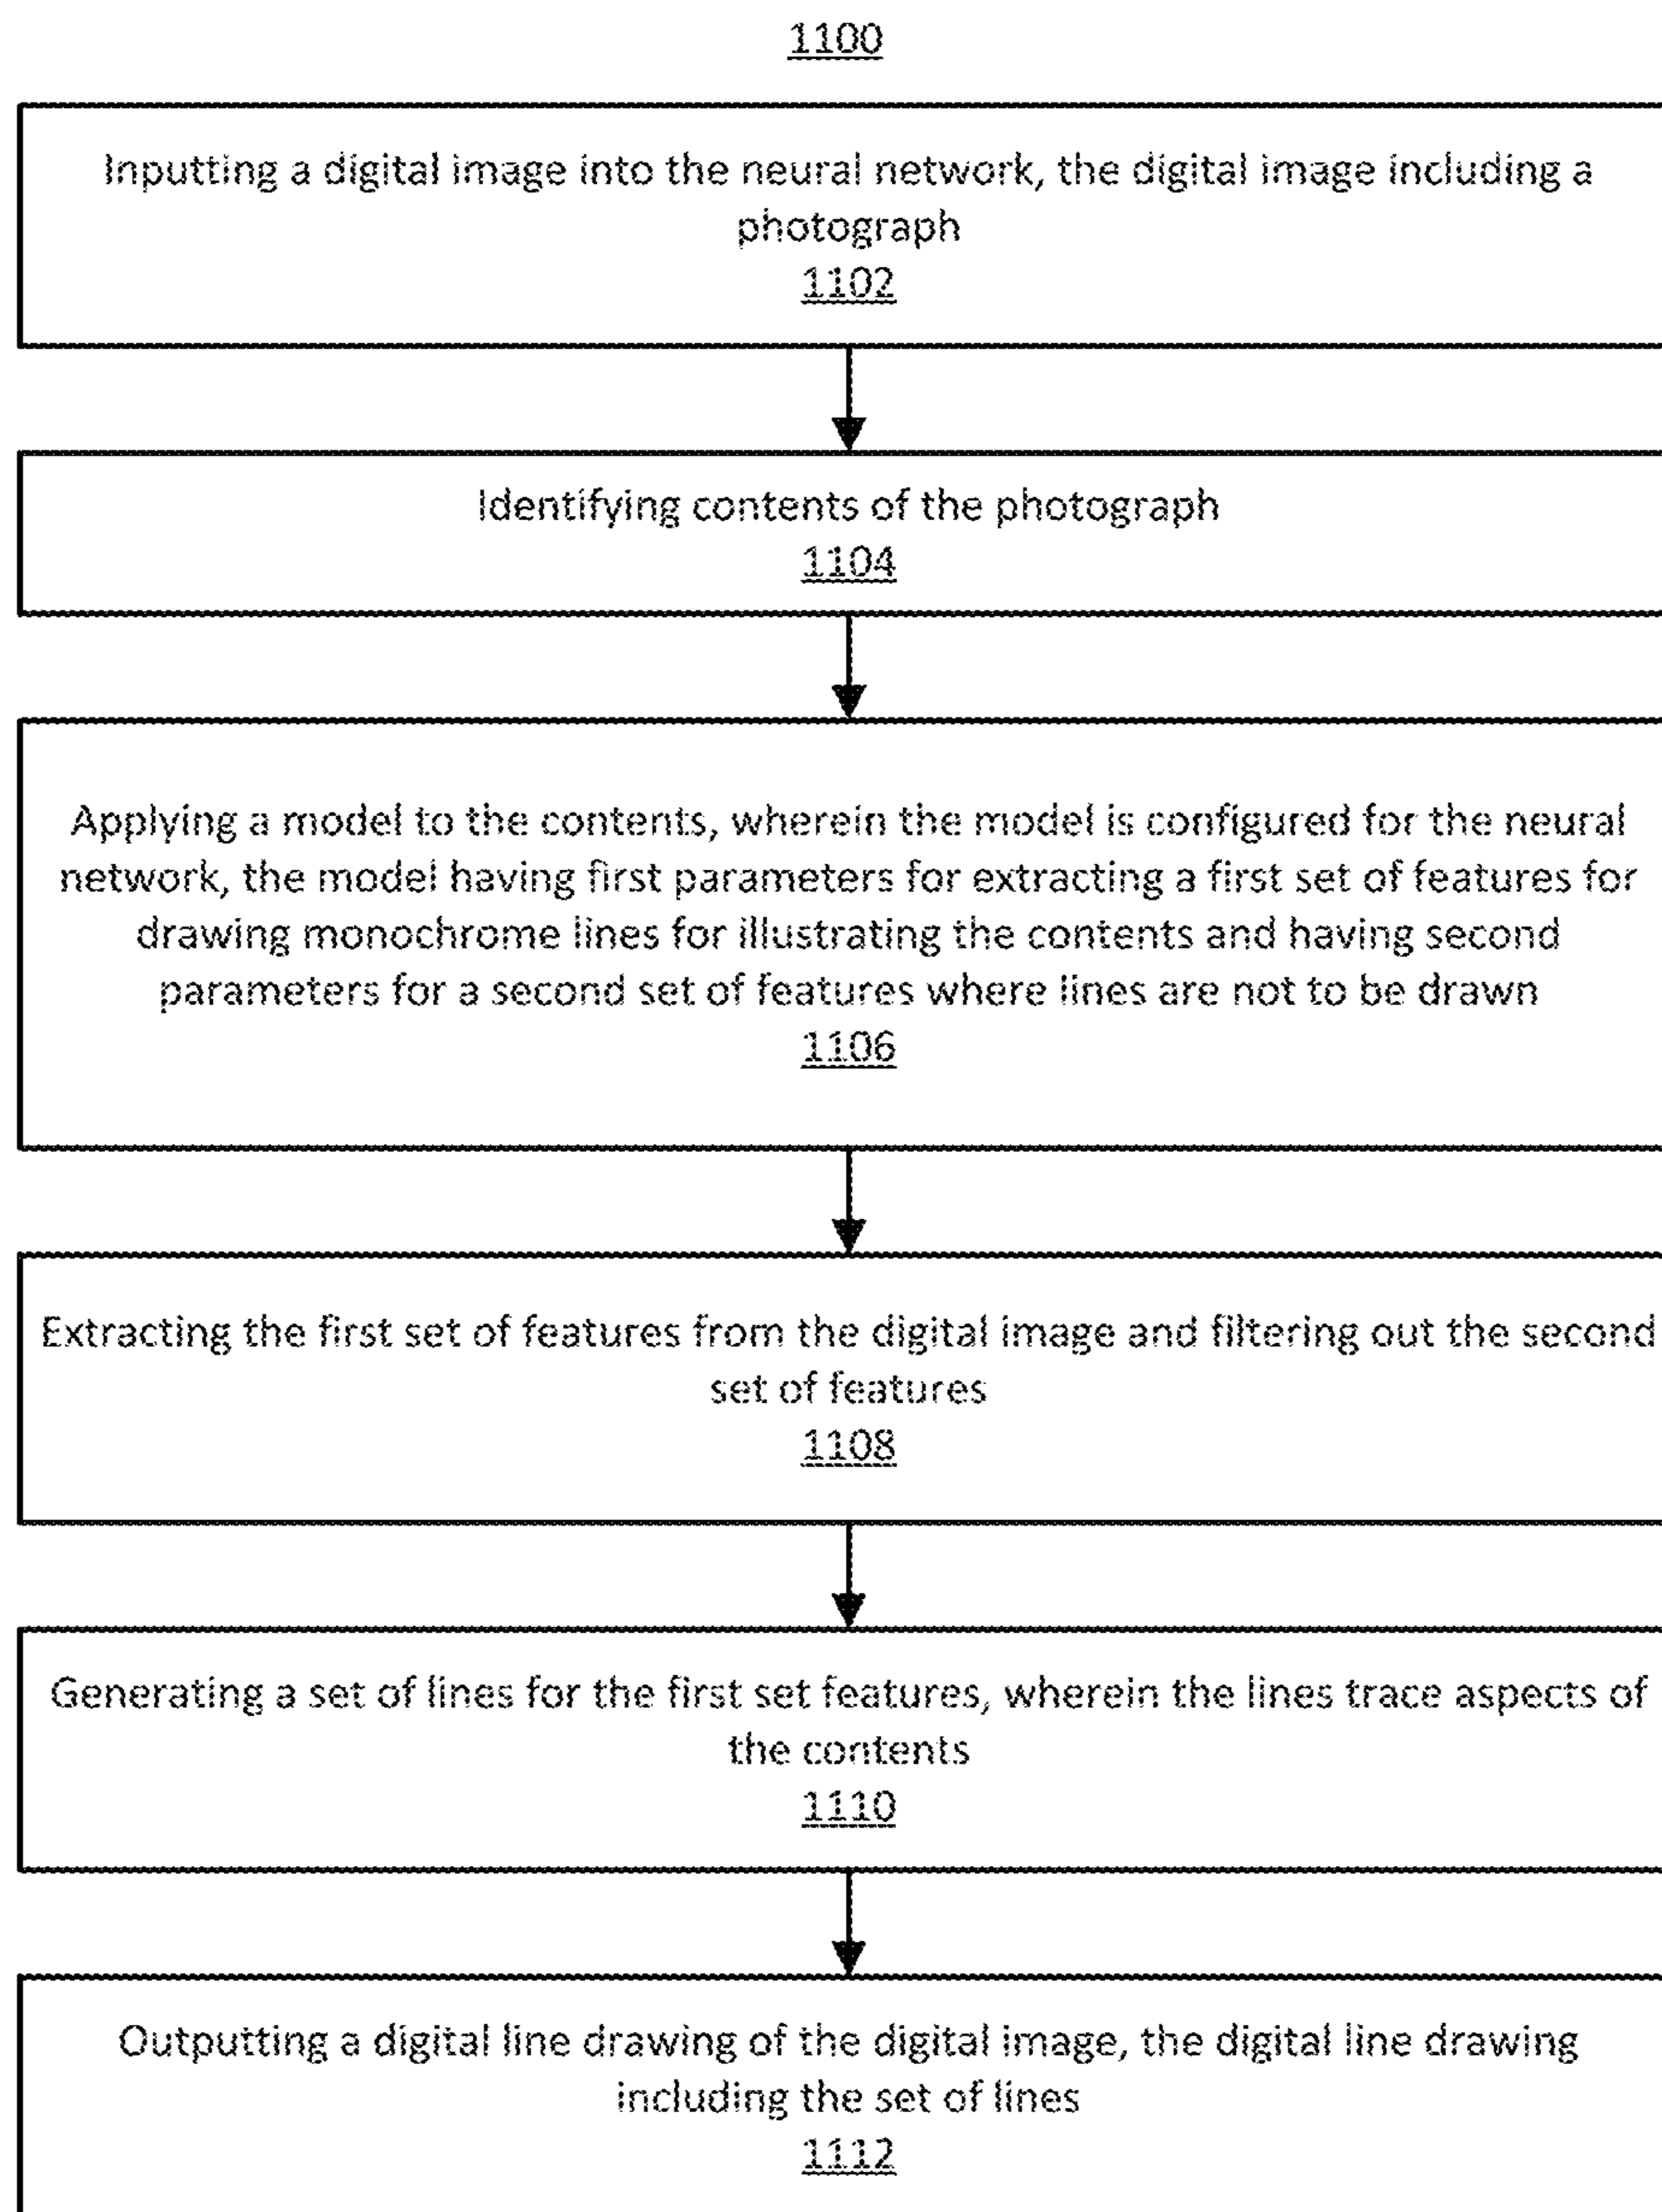 1100
Inputting a digital image into the neural network, the digital image including a
photograph
1102
Identifying contents of the photograph
1104
Applying a model to the contents, wherein the model is configured for the neural
network, the model having first parameters for extracting a first set of features for
drawing monochrome lines for illustrating the contents and having second
parameters for a second set of features where lines are not to be drawn
1106
Extracting the first set of features from the digital image and filtering out the second
set of features
1108
Generating a set of lines for the first set features, wherein the lines trace aspects of
the contents
1110
Outputting a digital line drawing of the digital image, the digital line drawing
including the set of lines
1112